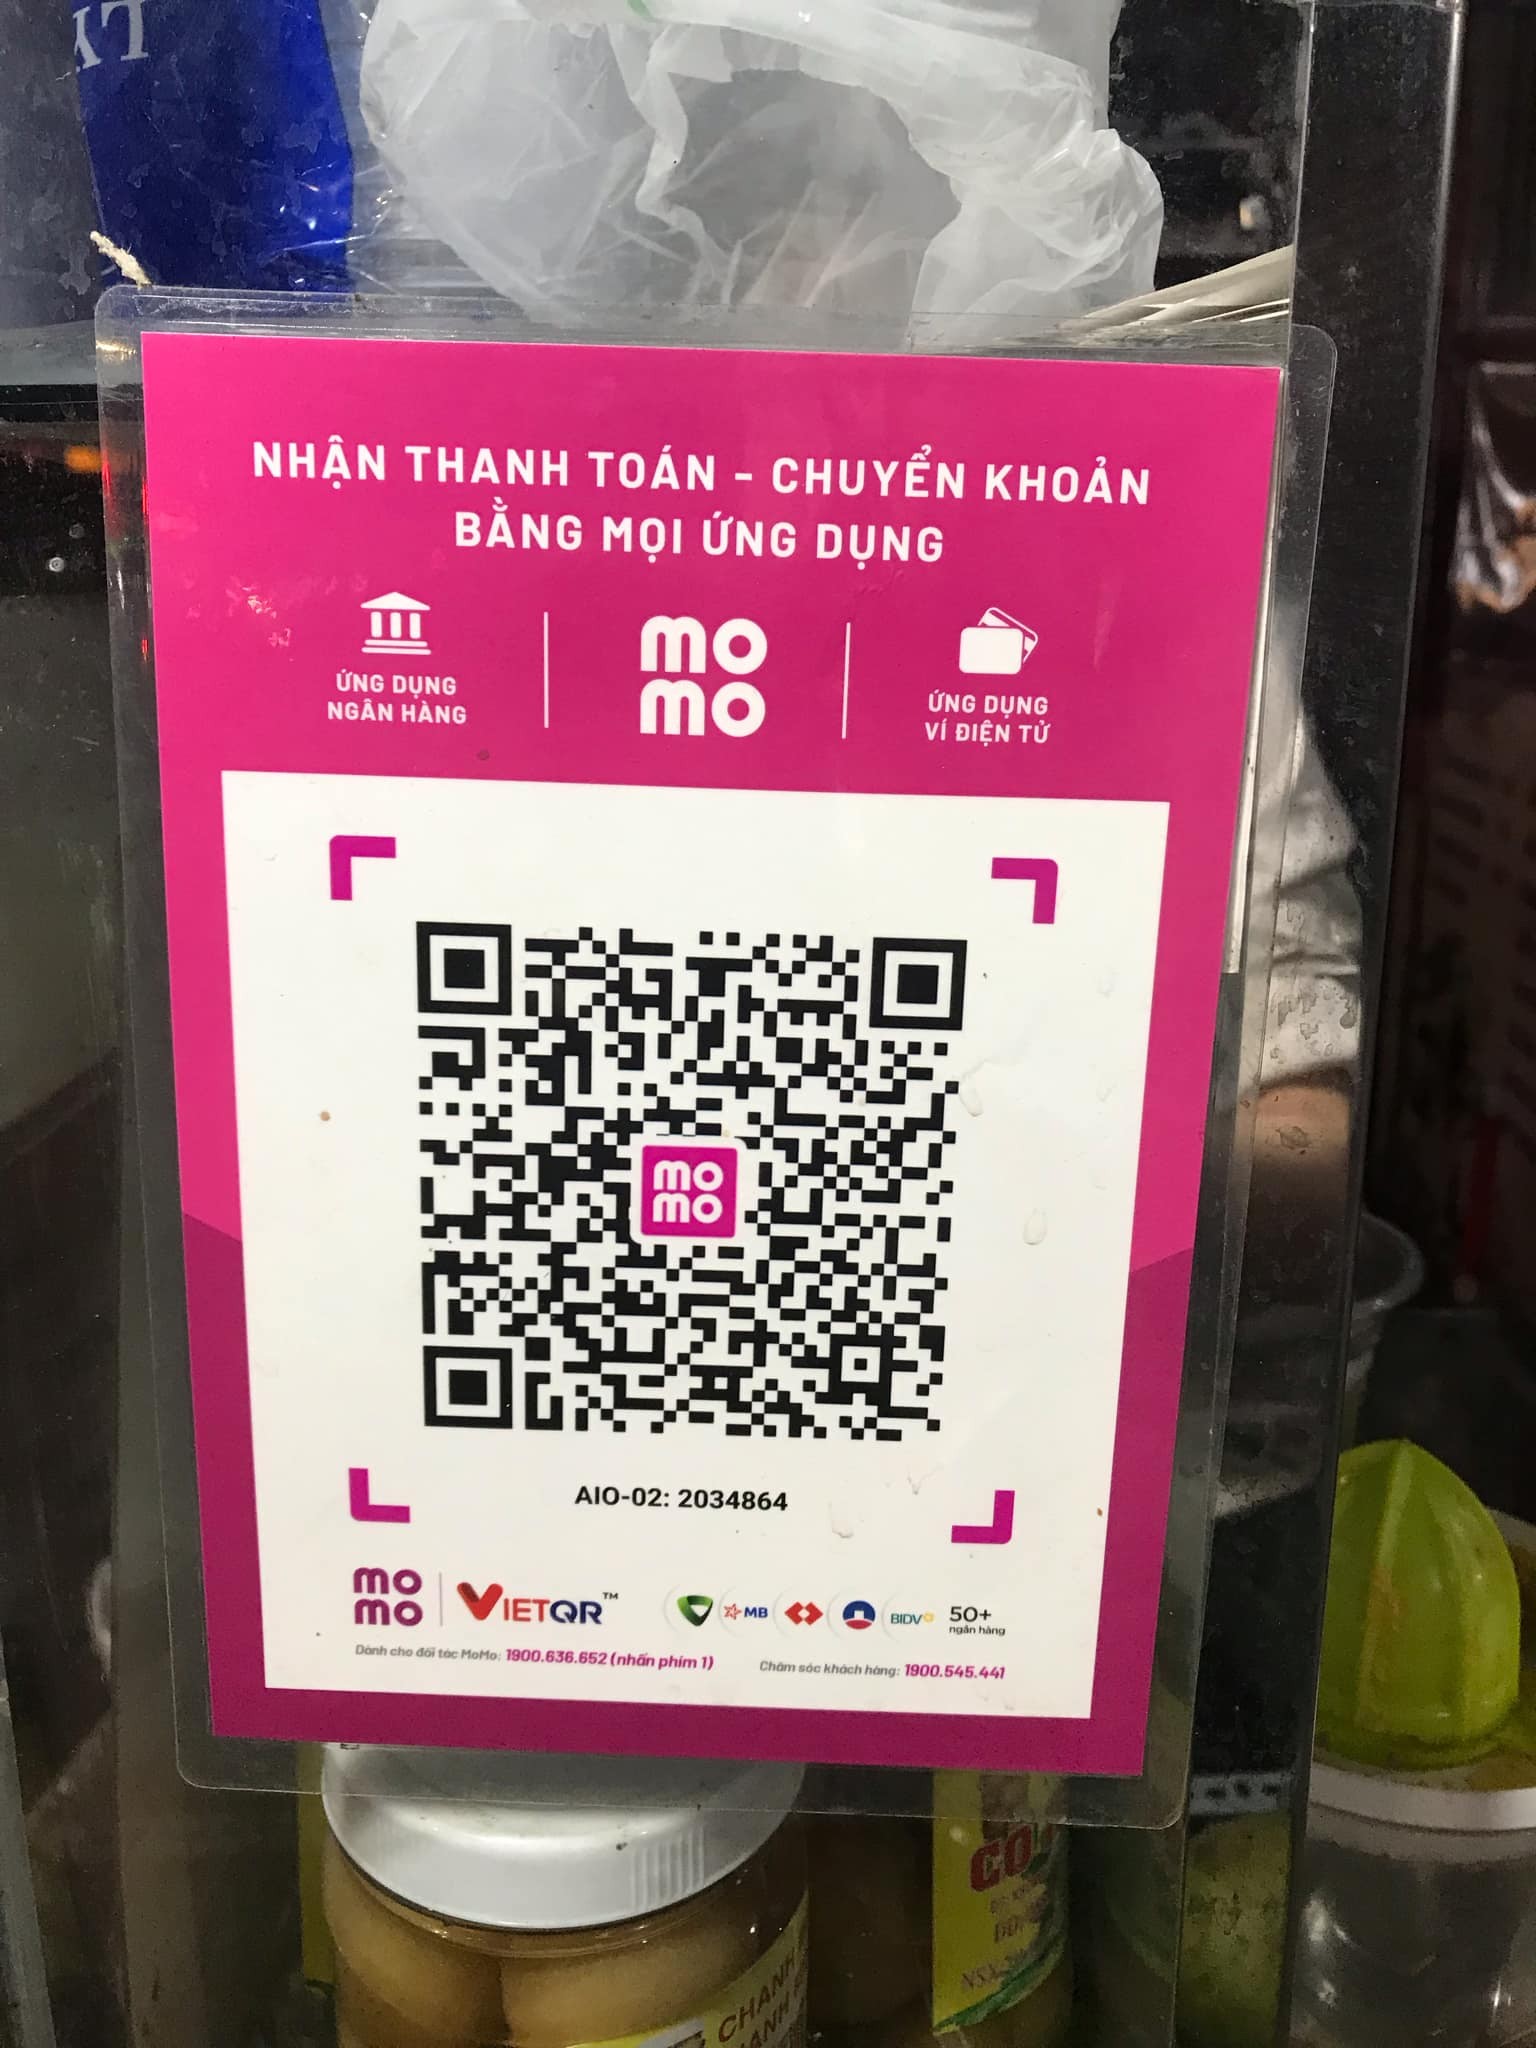 LY
NHẬN THANH TOÁN - CHUYỂN KHOẢN
BẰNG MỌI ỨNG DỤNG
ỨNG DỤNG
NGÂN HÀNG
mo
mo
ỨNG DỤNG
VÍ ĐIỆN TỬ
mo
mo
AIO-02: 2034864
mo
mo
VIETQR™
MB
BIDV
50+
ngân hàng
Dành cho đối tác MoMo: 1900.636.652 (nhấn phím 1)
Chăm sóc khách hàng: 1900.545.441
CHANH